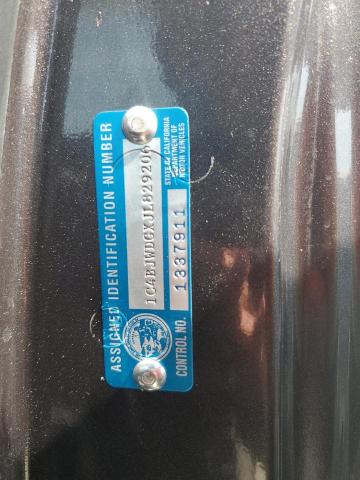 ASSIGNED IDENTIFICATION NUMBER
1C4BJWDGXJL829206
STATE OF CALIFORNIA
DEPARTMENT OF
MOTOR VEHICLES
CONTROL NO. 1337911